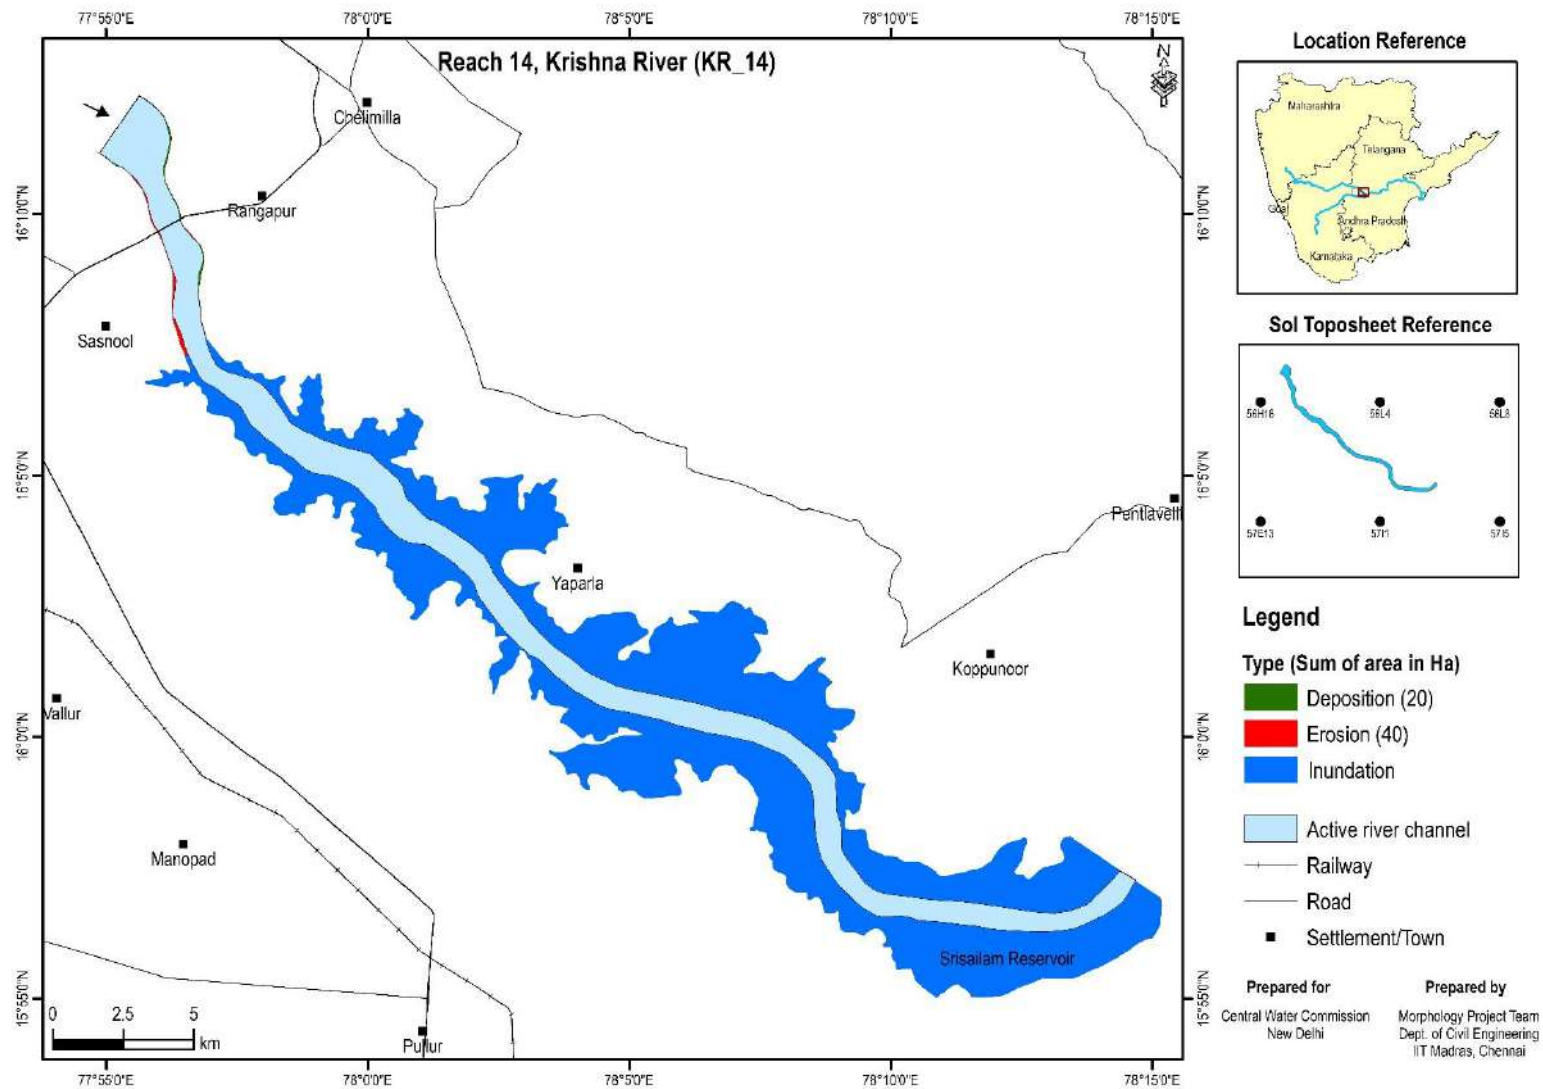 77°55'0"E
78°0'0"E
78°5'0"E
78°10'0"E
78°15'0"E
Reach 14, Krishna River (KR_14)
N
Chelimilla
Rangapur
16°10'0"N
16°10'0"N
Sasnool
16°5'0"N
16°5'0"N
Pentlavelli
Yaparla
Koppunoor
Vallur
16°0'0"N
16°0'0"N
Manopad
Srisailam Reservoir
15°55'0"N
15°55'0"N
0 2.5 5
km
Pullur
77°55'0"E
78°0'0"E
78°5'0"E
78°10'0"E
78°15'0"E
Location Reference
Maharashtra
Telangana
Goa
Andhra Pradesh
Karnataka
SoI Toposheet Reference
56H16
56L4
56L8
57E13
57I1
57I5
Legend
Type (Sum of area in Ha)
Deposition (20)
Erosion (40)
Inundation
Active river channel
Railway
Road
Settlement/Town
Prepared for
Central Water Commission
New Delhi
Prepared by
Morphology Project Team
Dept. of Civil Engineering
IIT Madras, Chennai